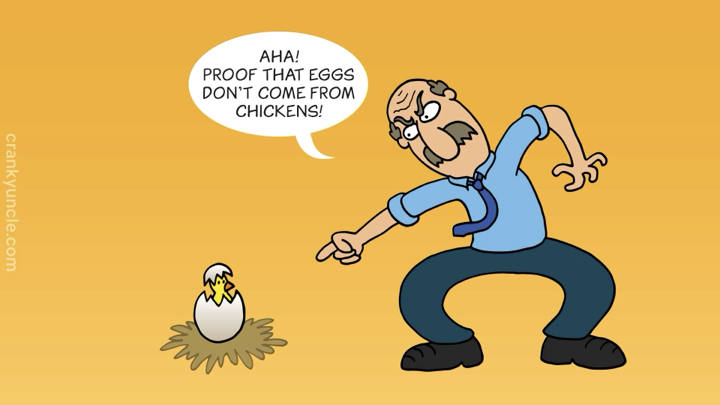 AHA!
PROOF THAT EGGS
DON'T COME FROM
CHICKENS!
crankyuncle.com